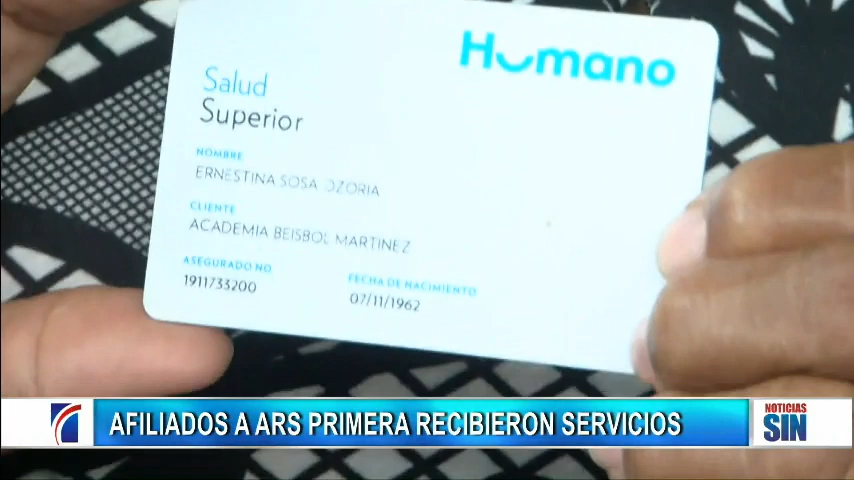 Humano
Salud
Superior
NOMBRE
ERNESTINA SOSA OZORIA
CLIENTE
ACADEMIA BEISBOL MARTINEZ
ASEGURADO NO
1911733200
FECHA DE NACIMIENTO
07/11/1962
AFILIADOS A ARS PRIMERA RECIBIERON SERVICIOS
NOTICIAS
SIN